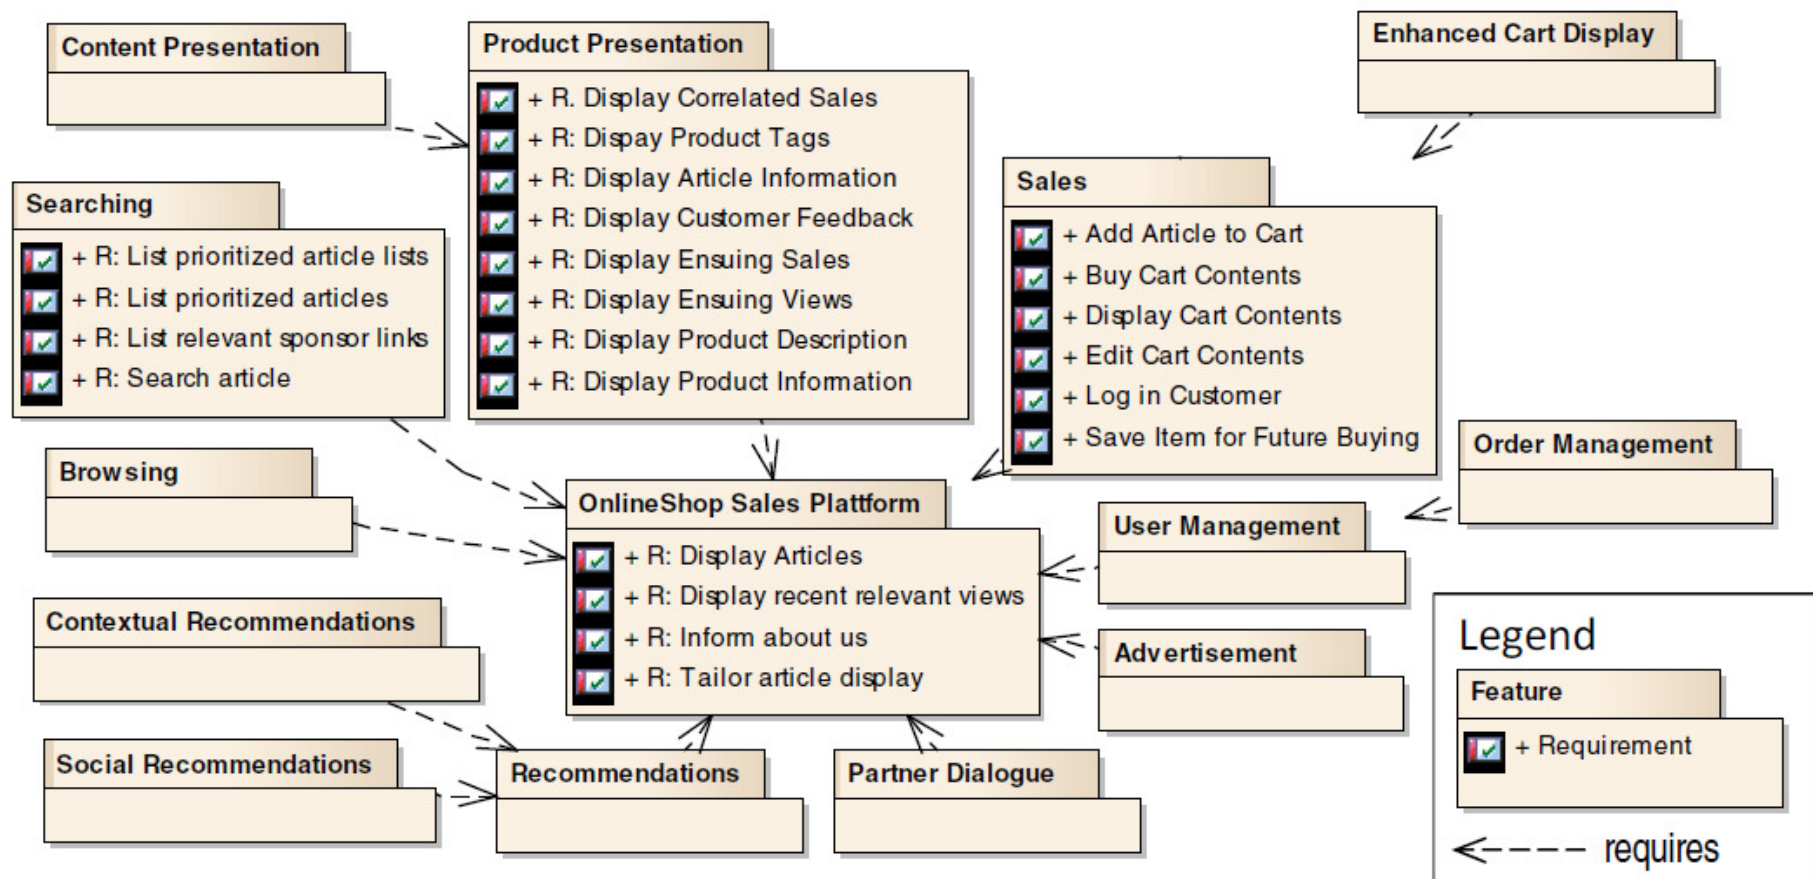 Content Presentation
Product Presentation
+ R. Display Correlated Sales
+ R: Dispay Product Tags
+ R: Display Article Information
+ R: Display Customer Feedback
+ R: Display Ensuing Sales
+ R: Display Ensuing Views
+ R: Display Product Description
+ R: Display Product Information
Enhanced Cart Display
Searching
+ R: List prioritized article lists
+ R: List prioritized articles
+ R: List relevant sponsor links
+ R: Search article
Sales
+ Add Article to Cart
+ Buy Cart Contents
+ Display Cart Contents
+ Edit Cart Contents
+ Log in Customer
+ Save Item for Future Buying
Order Management
Browsing
OnlineShop Sales Plattform
+ R: Display Articles
+ R: Display recent relevant views
+ R: Inform about us
+ R: Tailor article display
User Management
Advertisement
Contextual Recommendations
Social Recommendations
Recommendations
Partner Dialogue
Legend
Feature
+ Requirement
requires